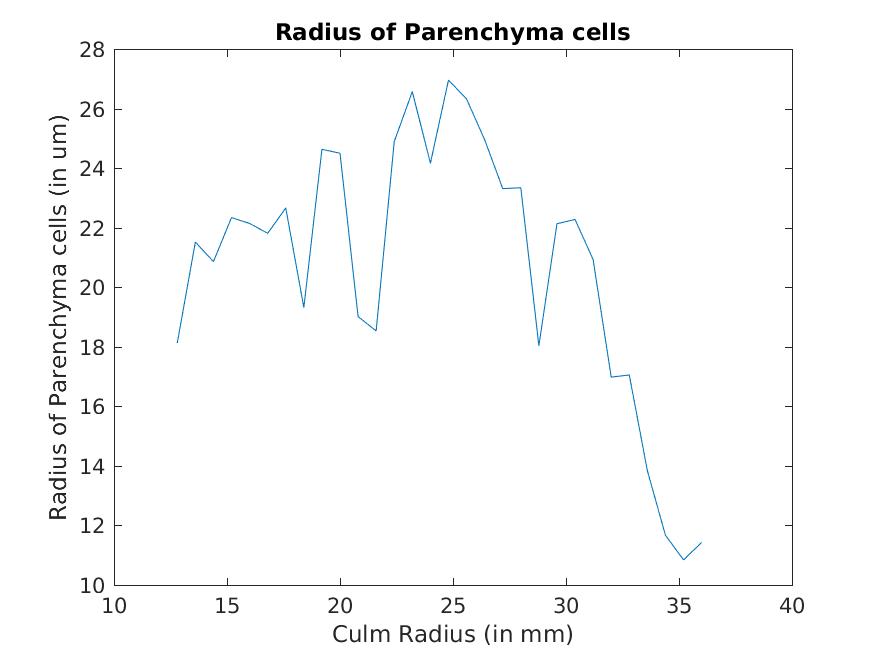 Radius of Parenchyma cells
Radius of Parenchyma cells (in um)
28
26
24
22
20
18
16
14
12
10
10 15 20 25 30 35 40
Culm Radius (in mm)